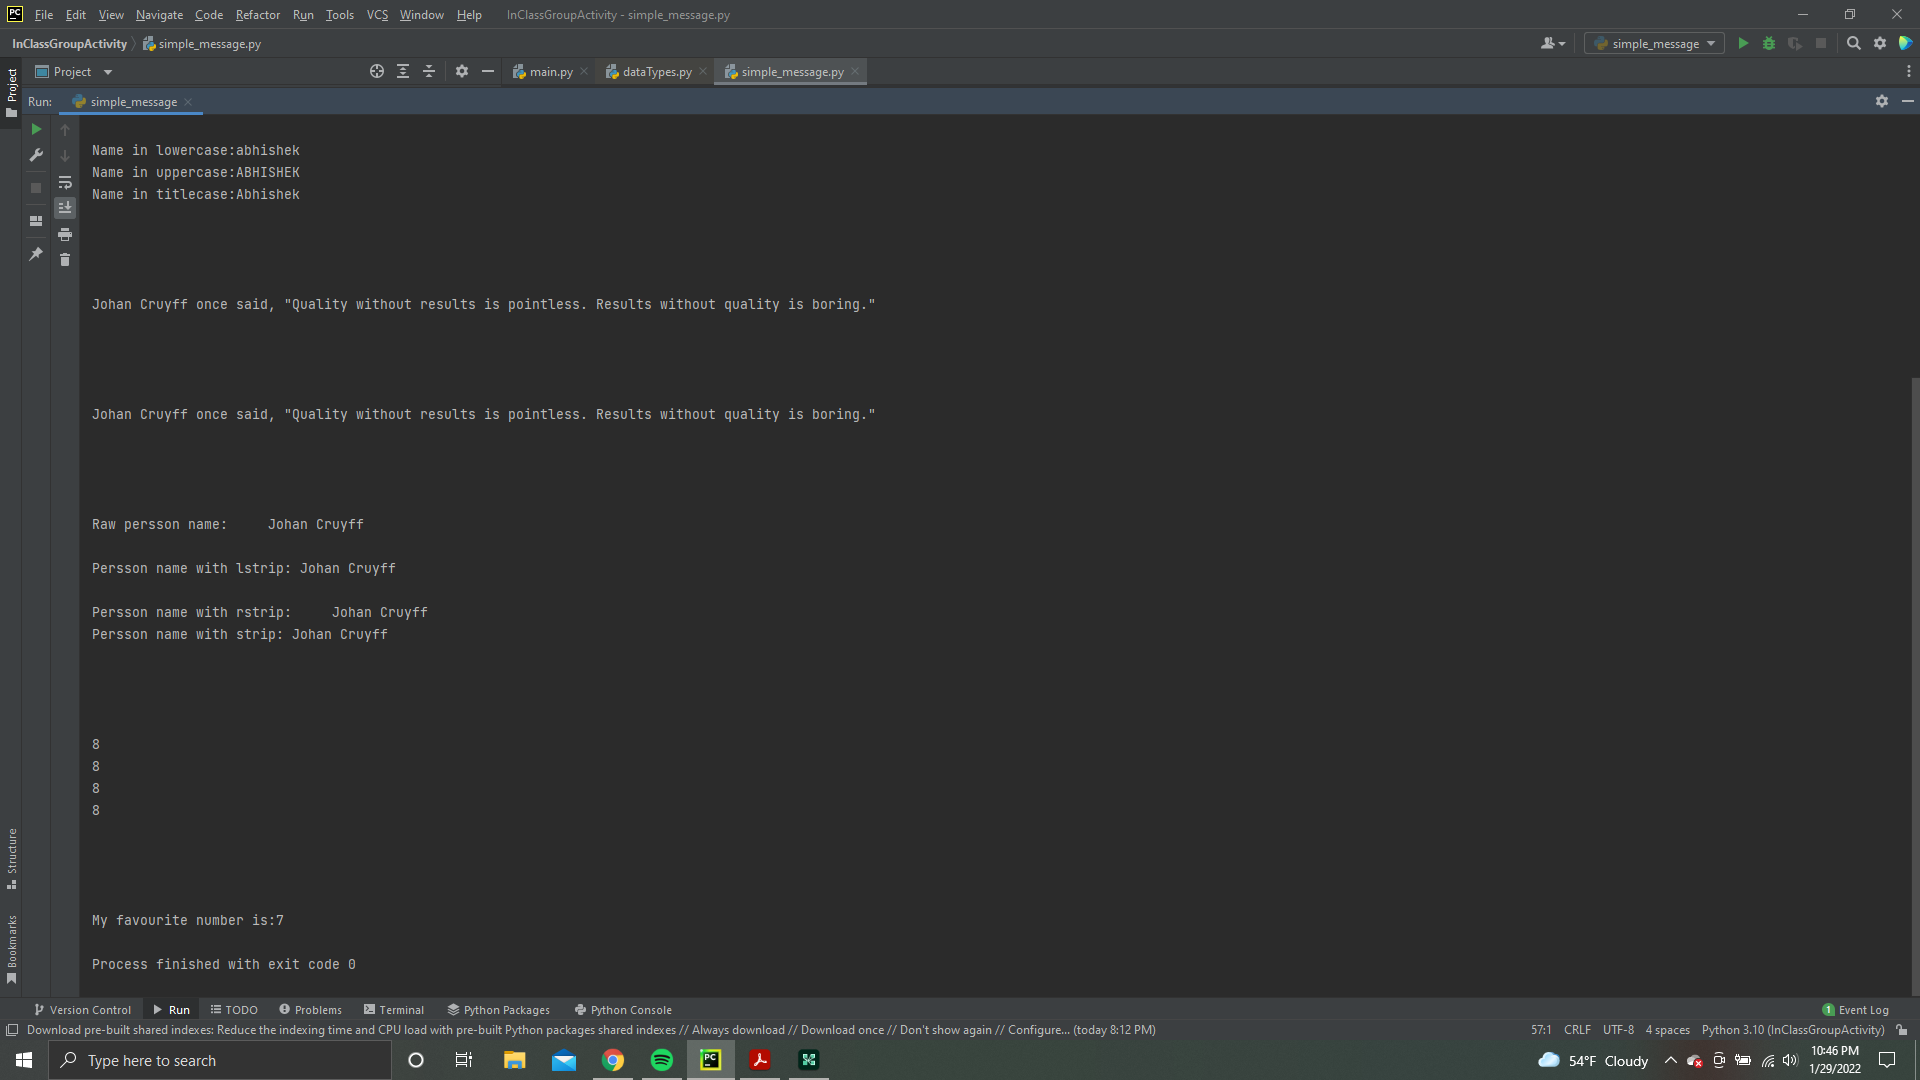 PC File Edit View Navigate Code Refactor Run Tools VCS Window Help InClassGroupActivity - simple_message.py
InClassGroupActivity simple_message.py simple_message
Project Project main.py dataTypes.py simple_message.py
Run: simple_message
Name in lowercase:abhishek
Name in uppercase:ABHISHEK
Name in titlecase:Abhishek
Johan Cruyff once said, "Quality without results is pointless. Results without quality is boring."
Johan Cruyff once said, "Quality without results is pointless. Results without quality is boring."
Raw persson name:     Johan Cruyff
Persson name with lstrip: Johan Cruyff
Persson name with rstrip:     Johan Cruyff
Persson name with strip: Johan Cruyff
8
8
8
8
Structure
My favourite number is:7
Bookmarks
Process finished with exit code 0
Version Control Run TODO Problems Terminal Python Packages Python Console 1 Event Log
Download pre-built shared indexes: Reduce the indexing time and CPU load with pre-built Python packages shared indexes // Always download // Download once // Don't show again // Configure... (today 8:12 PM) 57:1 CRLF UTF-8 4 spaces Python 3.10 (InClassGroupActivity)
Type here to search PC 54°F Cloudy 10:46 PM
1/29/2022